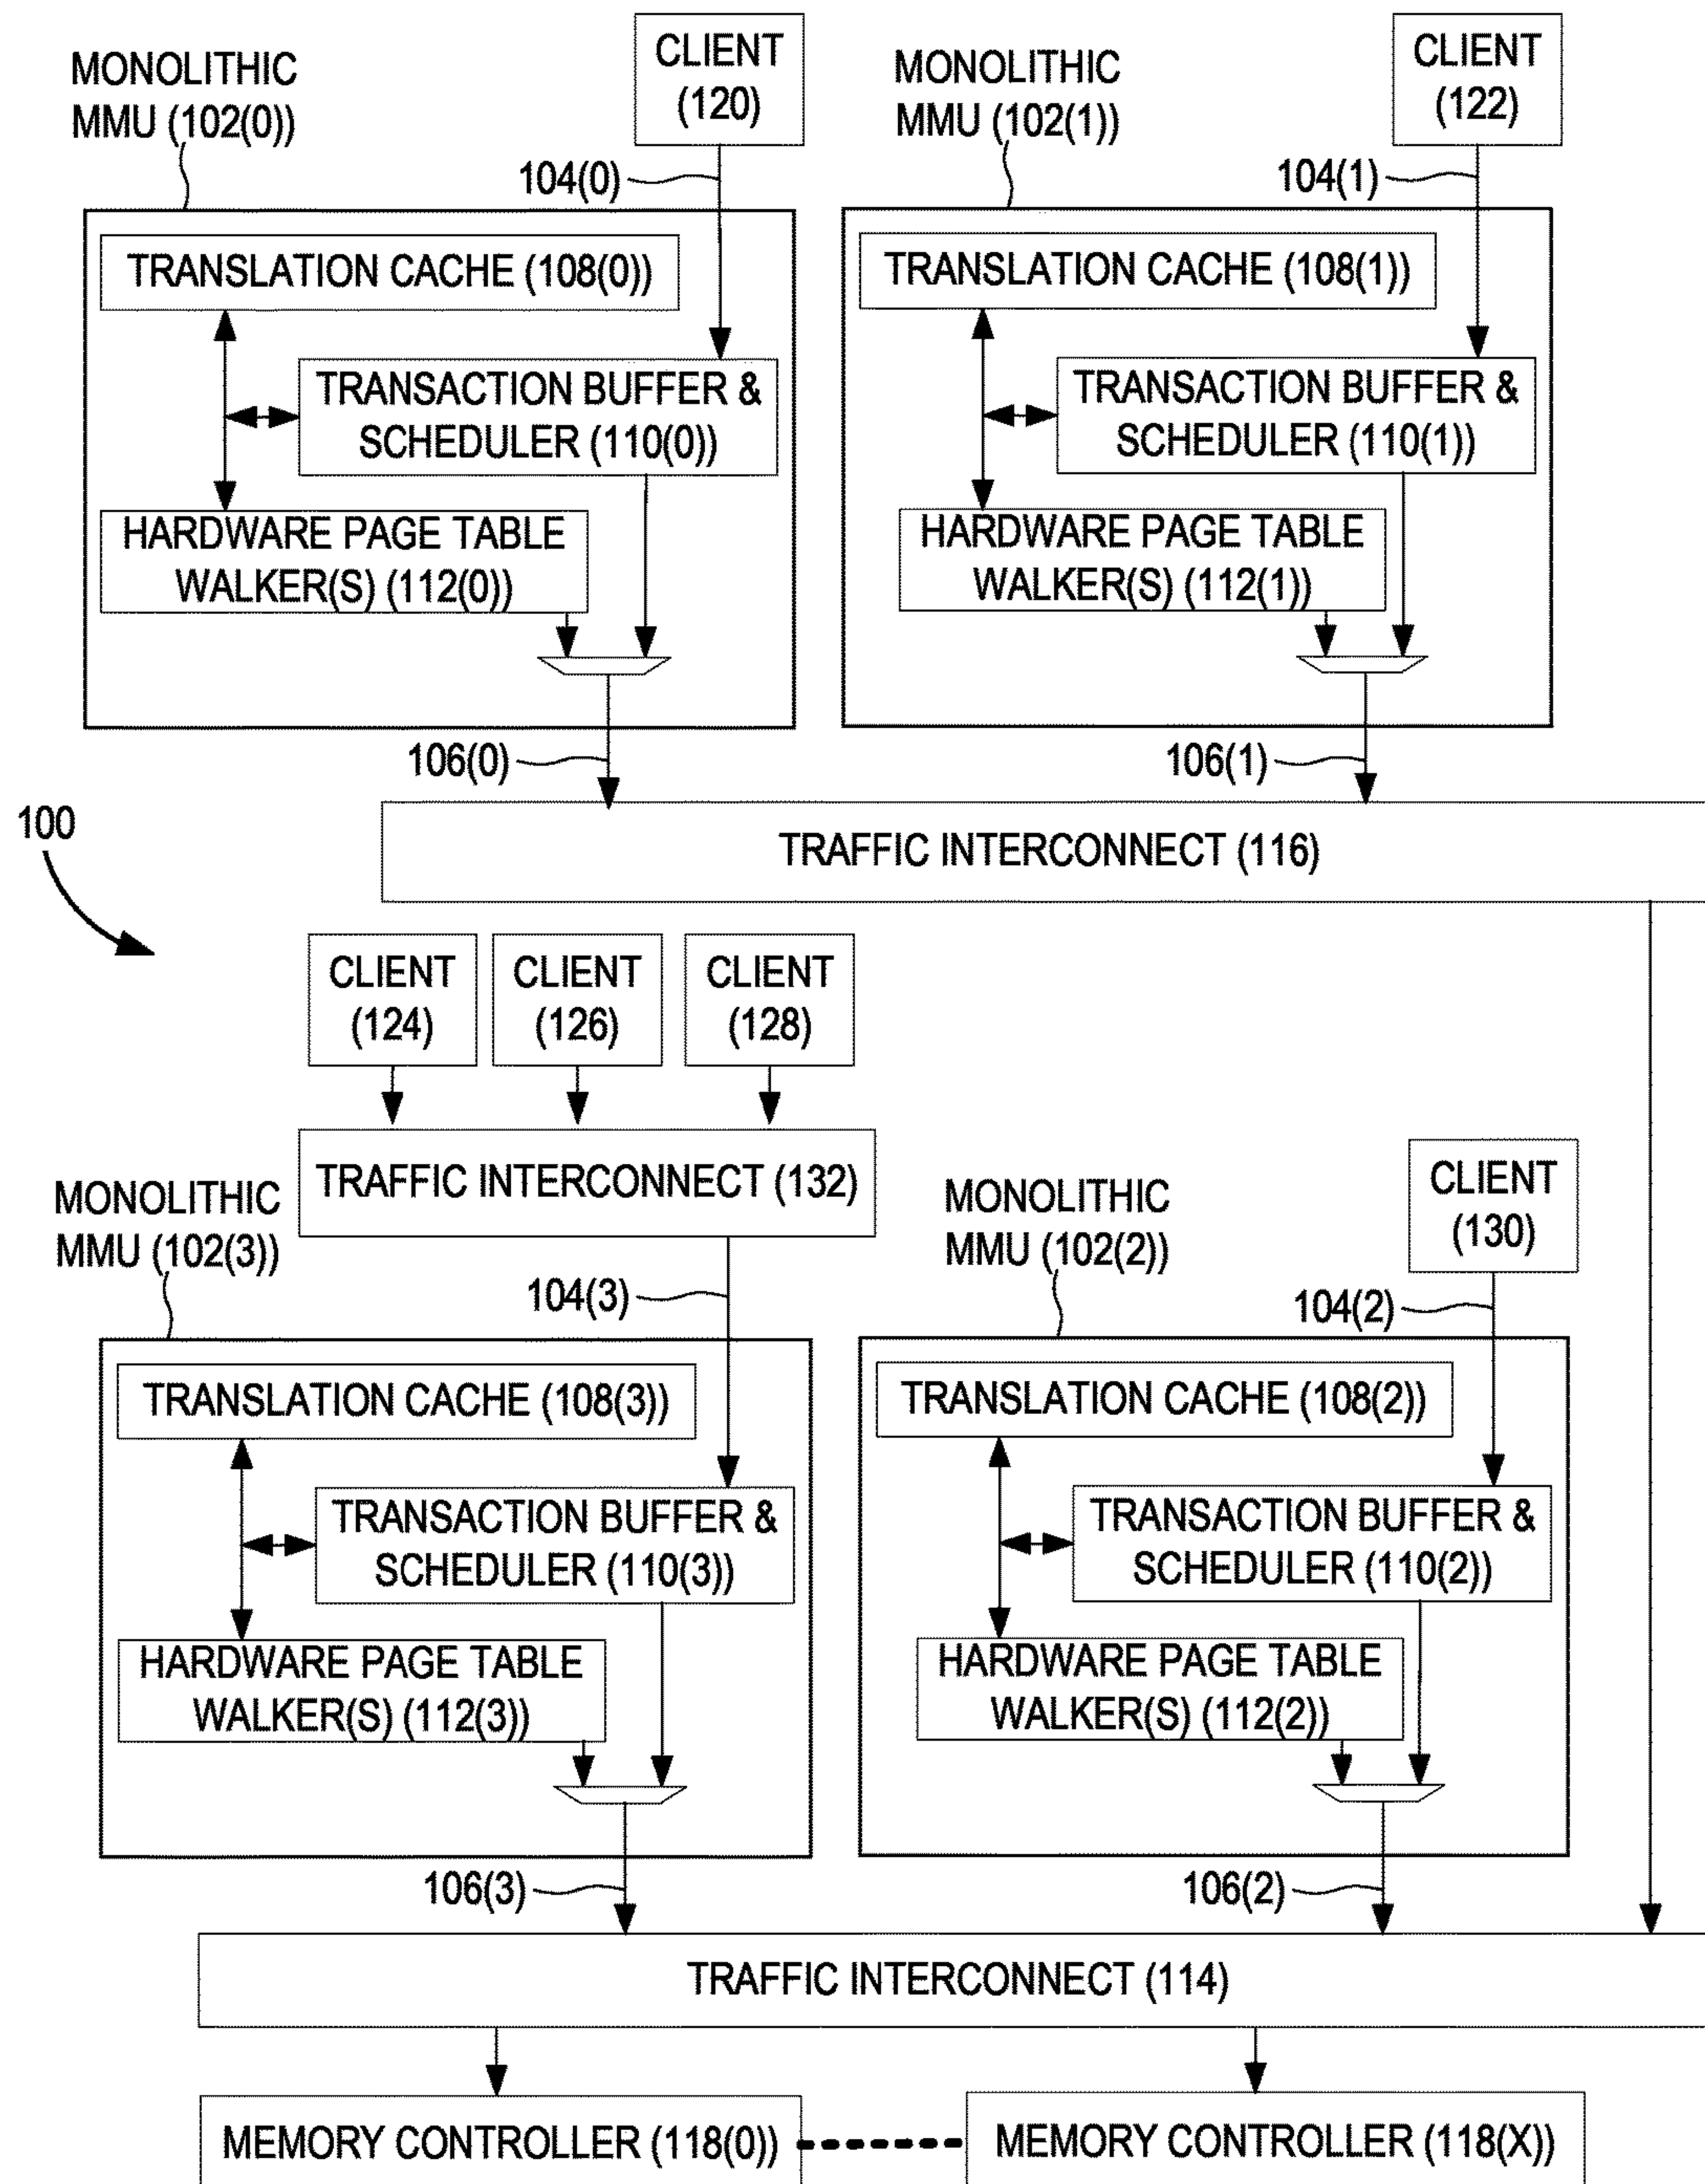 CLIENT
(120)
CLIENT
(122)
MONOLITHIC
MMU (102(0))
MONOLITHIC
MMU (102(1))
104(0)
104(1)
TRANSLATION CACHE (108(0))
TRANSACTION BUFFER &
SCHEDULER (110(0))
HARDWARE PAGE TABLE
WALKER(S) (112(0))
TRANSLATION CACHE (108(1))
TRANSACTION BUFFER &
SCHEDULER (110(1))
HARDWARE PAGE TABLE
WALKER(S) (112(1))
106(0)
106(1)
100
TRAFFIC INTERCONNECT (116)
CLIENT
(124)
CLIENT
(126)
CLIENT
(128)
TRAFFIC INTERCONNECT (132)
CLIENT
(130)
MONOLITHIC
MMU (102(3))
MONOLITHIC
MMU (102(2))
104(3)
104(2)
TRANSLATION CACHE (108(3))
TRANSACTION BUFFER &
SCHEDULER (110(3))
HARDWARE PAGE TABLE
WALKER(S) (112(3))
TRANSLATION CACHE (108(2))
TRANSACTION BUFFER &
SCHEDULER (110(2))
HARDWARE PAGE TABLE
WALKER(S) (112(2))
106(3)
106(2)
TRAFFIC INTERCONNECT (114)
MEMORY CONTROLLER (118(0))
MEMORY CONTROLLER (118(X))